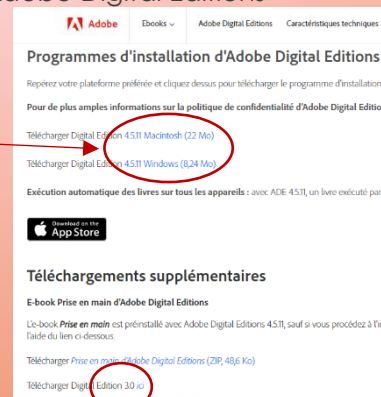 Adobe Digital Editions
Adobe Ebooks Adobe Digital Editions Caractéristiques techniques
Programmes d'installation d'Adobe Digital Editions
Repérez votre plateforme préférée et cliquez dessus pour télécharger le programme d'installation
Pour de plus amples informations sur la politique de confidentialité d'Adobe Digital Editio
Télécharger Digital Edition 4.5.11 Macintosh (22 Mo)
Télécharger Digital Edition 4.5.11 Windows (8,24 Mo)
Exécution automatique des livres sur tous les appareils : avec ADE 4.5.11, un livre exécuté par
Download on the
App Store
Téléchargements supplémentaires
E-book Prise en main d'Adobe Digital Editions
L'e-book Prise en main est préinstallé avec Adobe Digital Editions 4.5.11, sauf si vous procédez à l'i
l'aide du lien ci-dessous.
Télécharger Prise en main d'Adobe Digital Editions (ZIP, 48,6 Ko)
Télécharger Digital Edition 3.0 ici